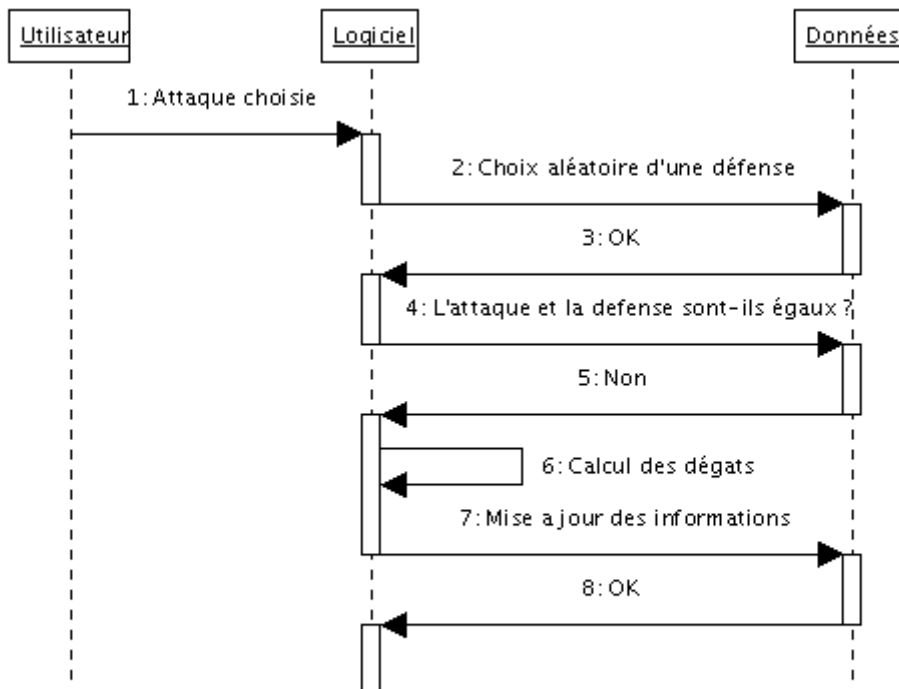 Utilisateur
Logiciel
Données
1: Attaque choisie
2: Choix aléatoire d'une défense
3: OK
4: L'attaque et la defense sont-ils égaux ?
5: Non
6: Calcul des dégats
7: Mise a jour des informations
8: OK